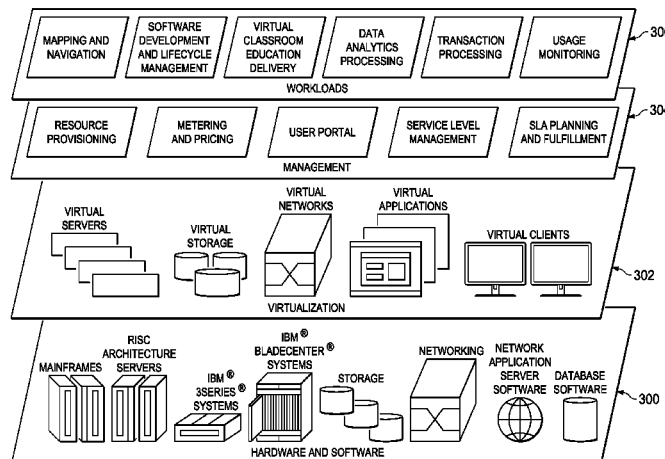 MAPPING AND
NAVIGATION
SOFTWARE
DEVELOPMENT
AND LIFECYCLE
MANAGEMENT
VIRTUAL
CLASSROOM
EDUCATION
DELIVERY
DATA
ANALYTICS
PROCESSING
TRANSACTION
PROCESSING
USAGE
MONITORING
WORKLOADS
RESOURCE
PROVISIONING
METERING
AND PRICING
USER PORTAL
SERVICE LEVEL
MANAGEMENT
SLA PLANNING
AND FULFILLMENT
MANAGEMENT
VIRTUAL
SERVERS
VIRTUAL
STORAGE
VIRTUAL
NETWORKS
VIRTUAL
APPLICATIONS
VIRTUAL CLIENTS
302
VIRTUALIZATION
MAINFRAMES
RISC
ARCHITECTURE
SERVERS
IBM ®
3SERIES ®
SYSTEMS
IBM ®
BLADECENTER ®
SYSTEMS
STORAGE
NETWORKING
NETWORK
APPLICATION
SERVER
SOFTWARE
DATABASE
SOFTWARE
300
HARDWARE AND SOFTWARE